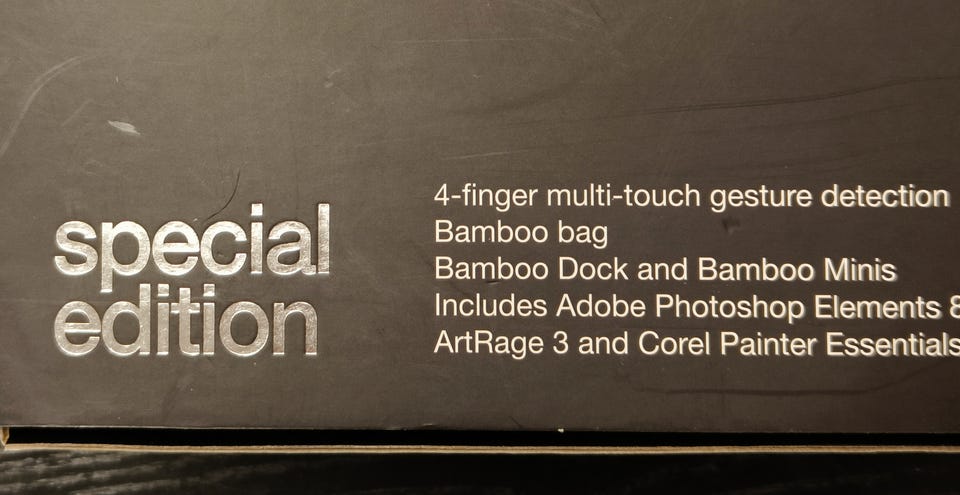 special
edition
4-finger multi-touch gesture detection
Bamboo bag
Bamboo Dock and Bamboo Minis
Includes Adobe Photoshop Elements 8
ArtRage 3 and Corel Painter Essentials